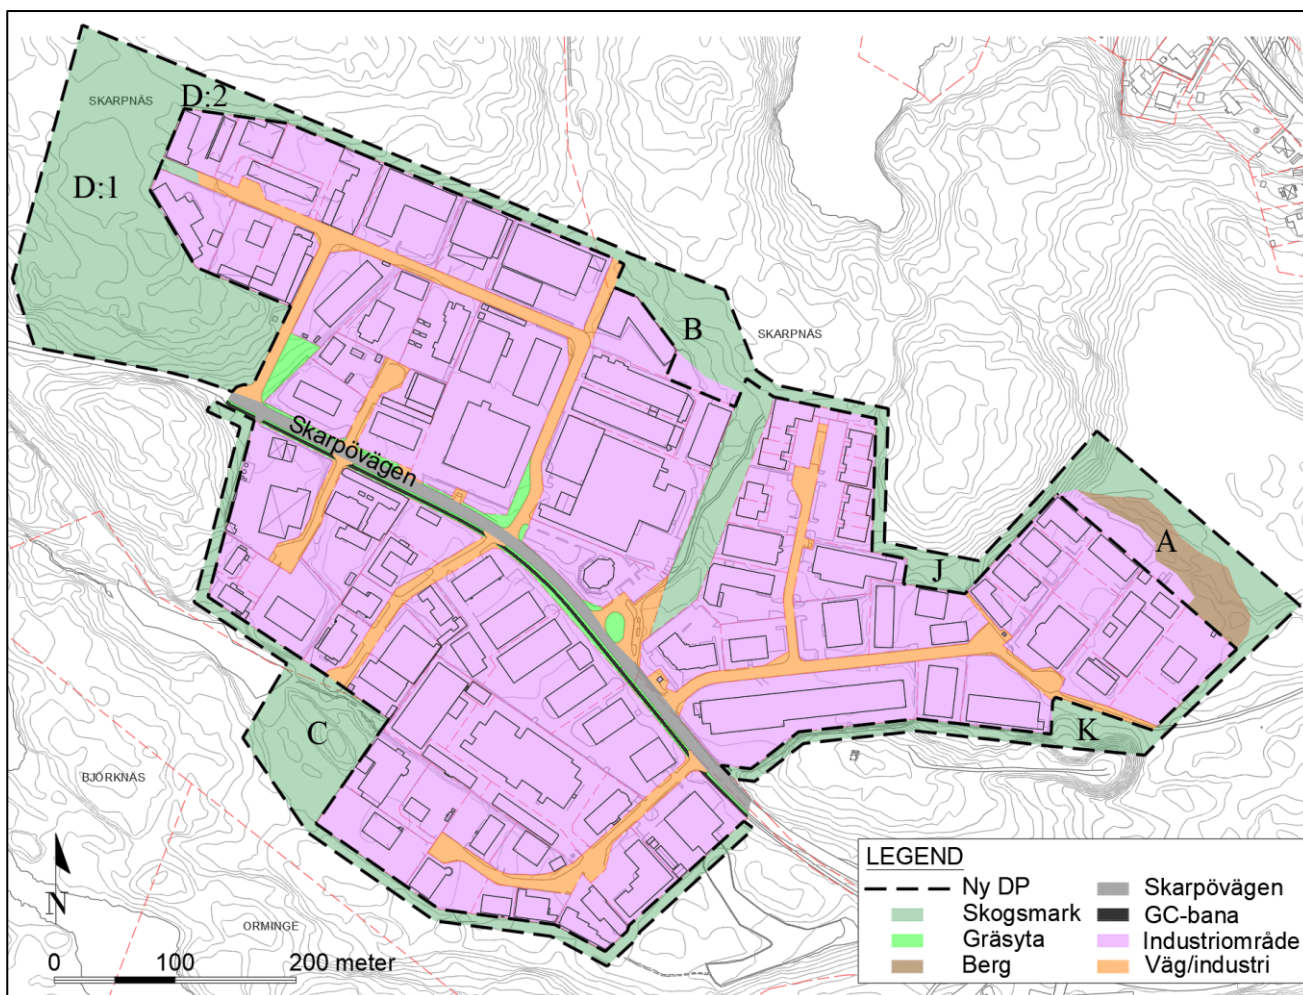 SKARPNÄS
D:2
D:1
B
SKARPNÄS
Skarpövägen
A
J
K
C
BJÖRKNÄS
ORMINGE
N
0 100 200 meter
LEGEND
Ny DP
Skogsmark
Gräsyta
Berg
Skarpövägen
GC-bana
Industriområde
Väg/industri